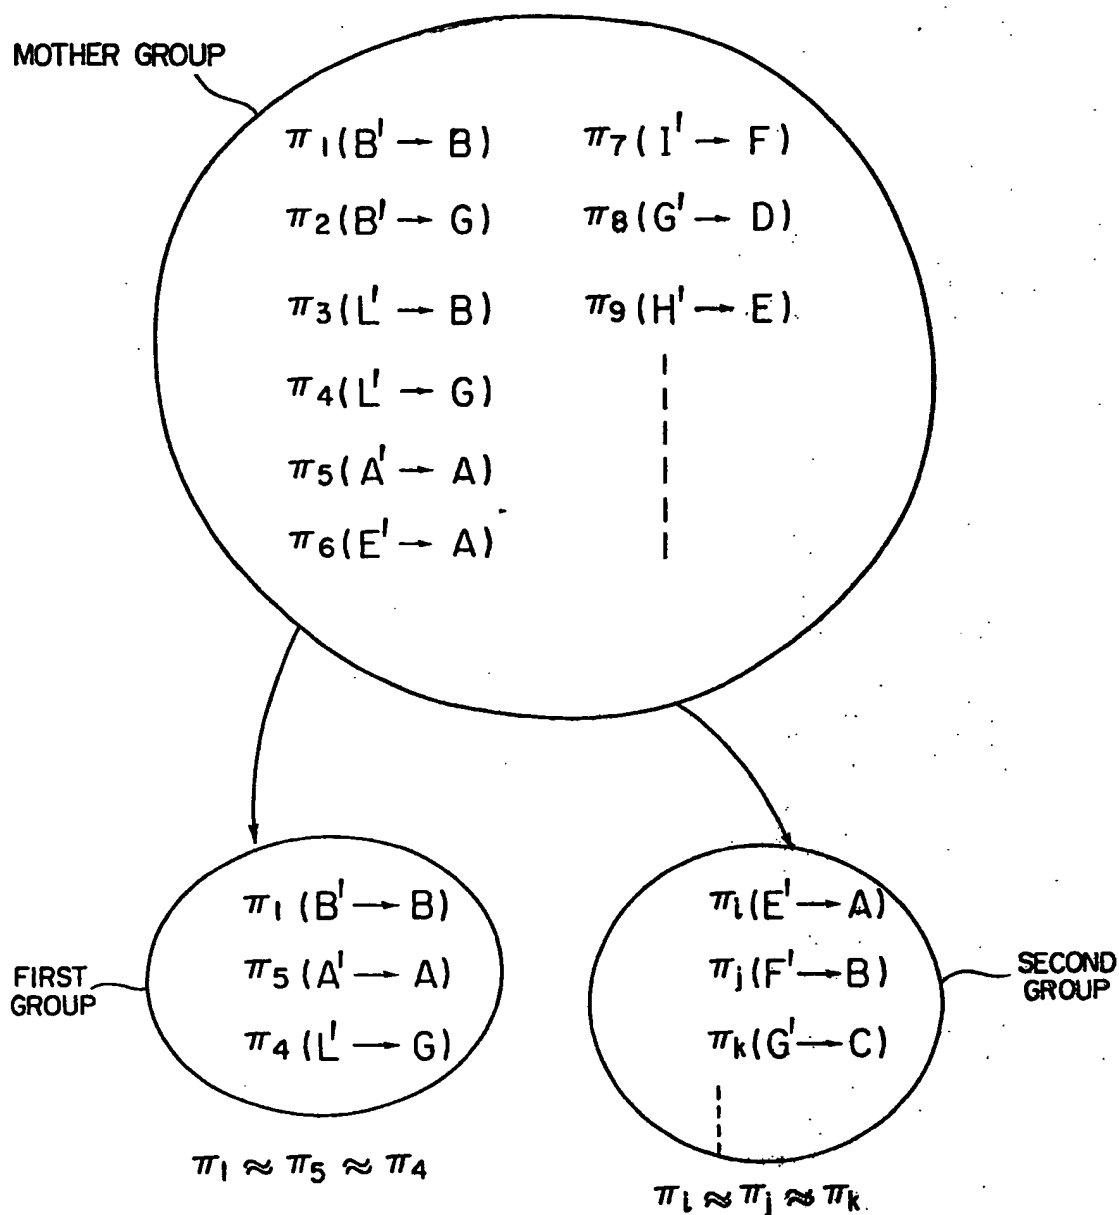 MOTHER GROUP
π1(B' → B)
π2(B' → G)
π3(L' → B)
π4(L' → G)
π5(A' → A)
π6(E' → A)
π7(I' → F)
π8(G' → D)
π9(H' → E)
FIRST
GROUP
π1(B' → B)
π5(A' → A)
π4(L' → G)
π1 ≈ π5 ≈ π4
SECOND
GROUP
πi(E' → A)
πj(F' → B)
πk(G' → C)
πi ≈ πj ≈ πk